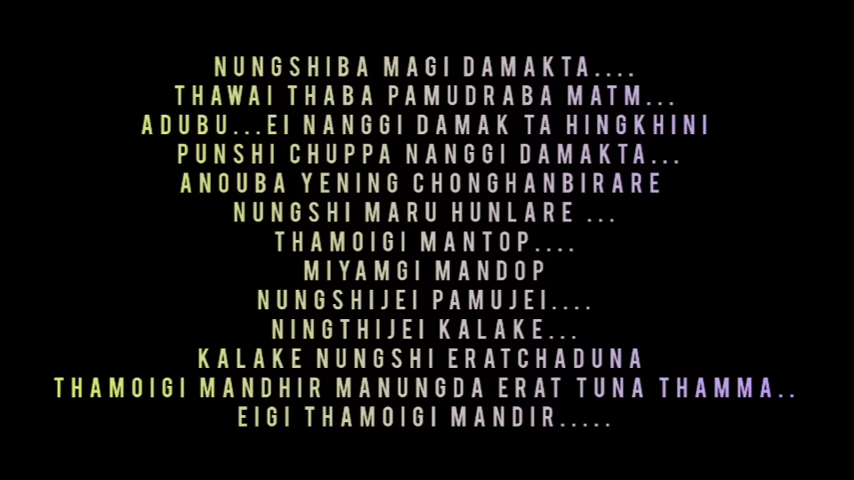 NUNGSHIBA MAGI DAMAKTA....
THAWAI THABA PAMUDRABA MATM...
ADUBU...EI NANGGI DAMAK TA HINGKHINI
PUNSHI CHUPPA NANGGI DAMAKTA...
ANOUBA YENING CHONGHANBIRARE
NUNGSHI MARU HUNLARE ...
THAMOIGI MANTOP....
MIYAMGI MANDOP
NUNGSHIJEI PAMUJEI....
NINGTHIJEI KALAKE...
KALAKE NUNGSHI ERATCHADUNA
THAMOIGI MANDHIR MANUNGDA ERAT TUNA THAMMA..
EIGI THAMOIGI MANDIR.....